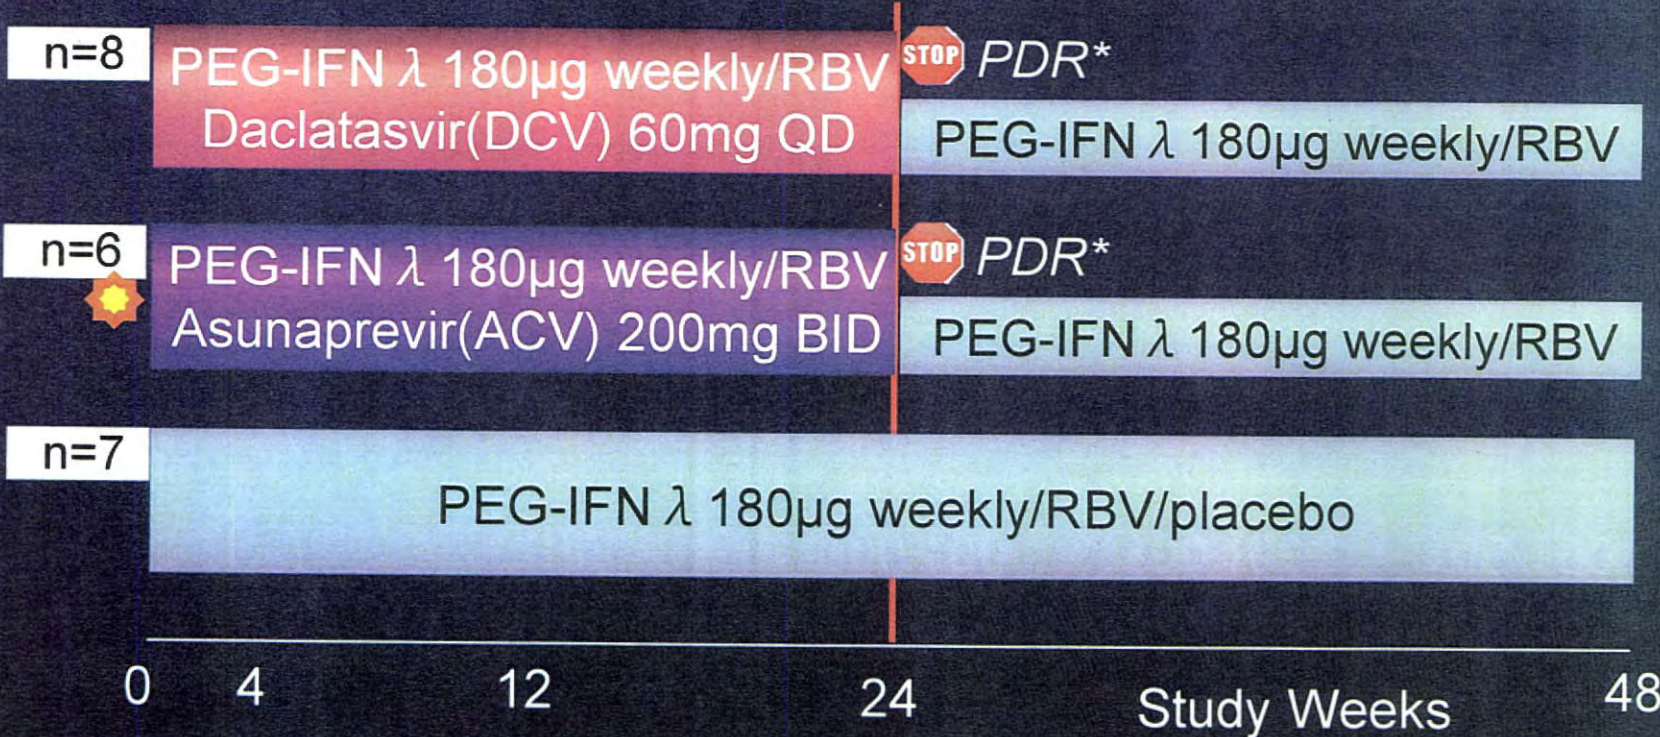 n=8
PEG-IFN λ 180µg weekly/RBV
Daclatasvir(DCV) 60mg QD
STOP PDR*
PEG-IFN λ 180µg weekly/RBV
n=6
PEG-IFN λ 180µg weekly/RBV
Asunaprevir(ACV) 200mg BID
STOP PDR*
PEG-IFN λ 180µg weekly/RBV
n=7
PEG-IFN λ 180µg weekly/RBV/placebo
0 4 12 24 Study Weeks 48